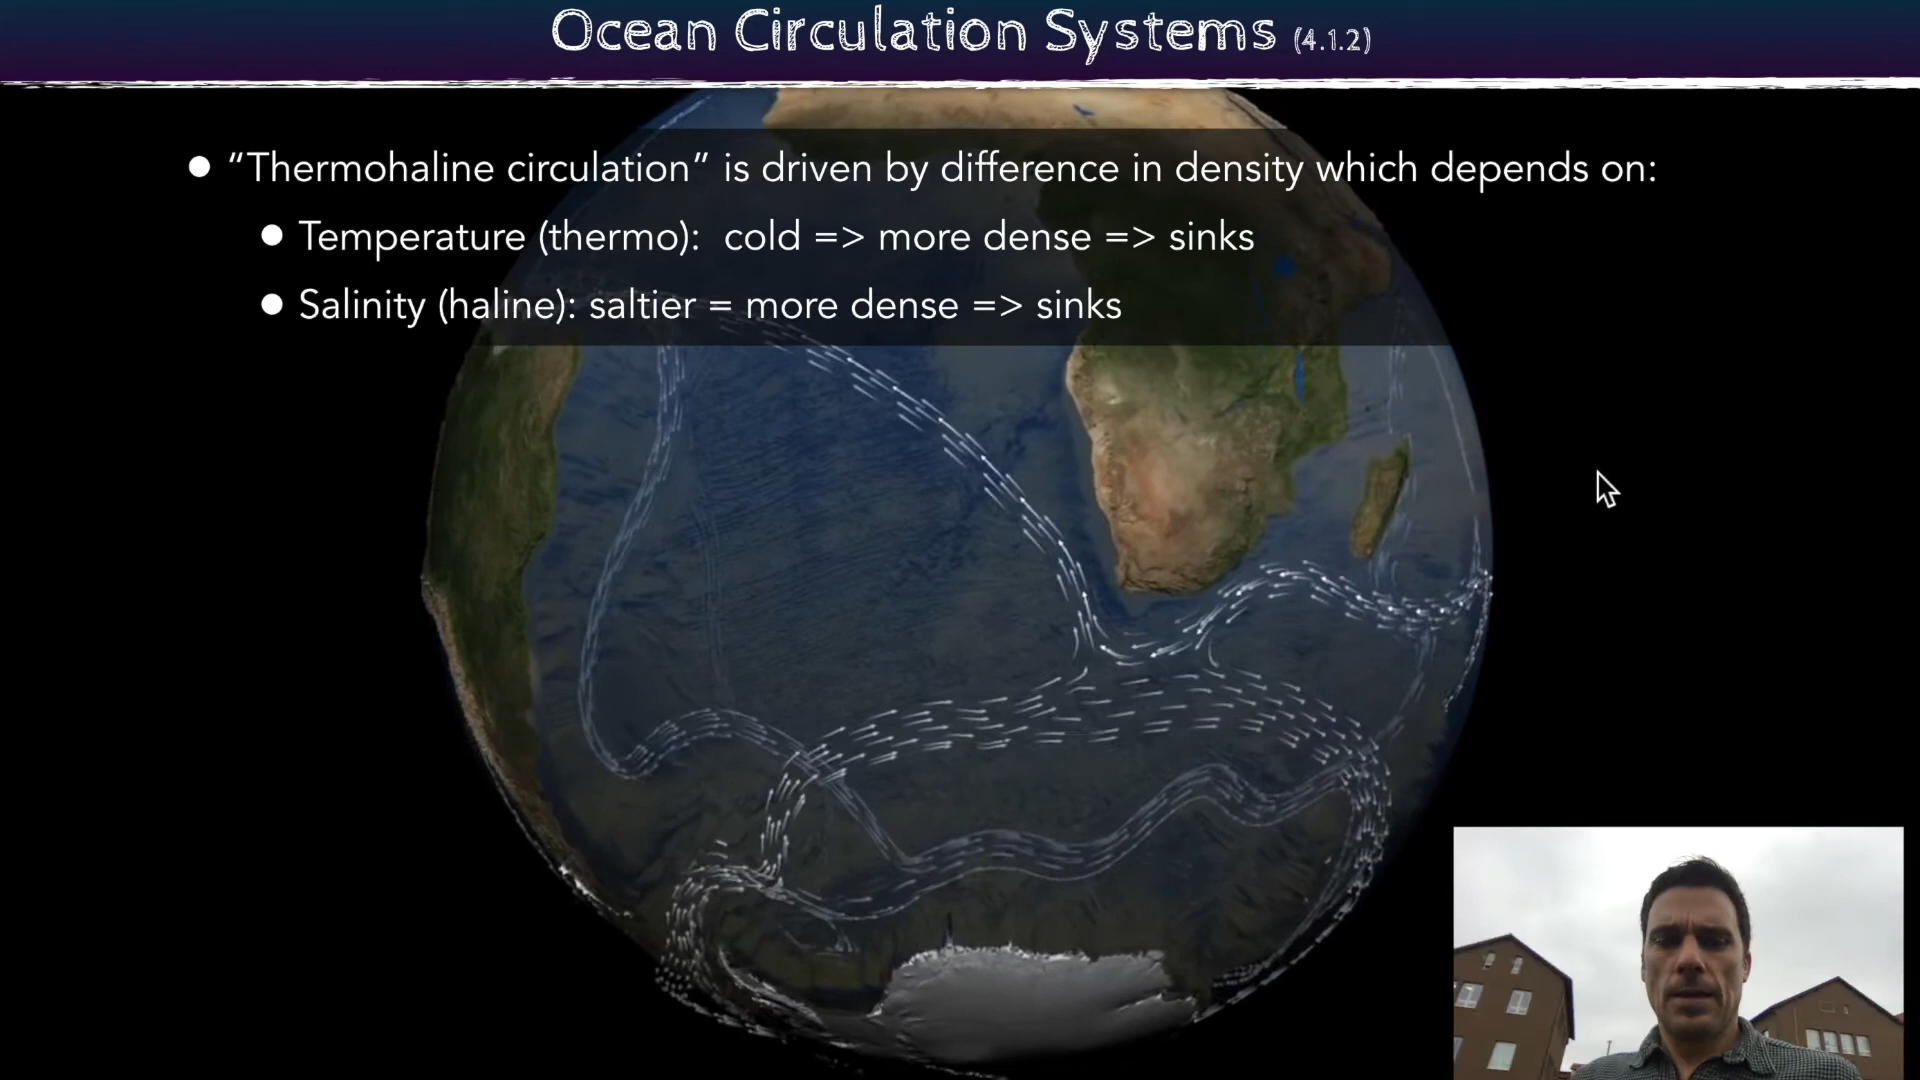 Ocean Circulation Systems (4.1.2)
● “Thermohaline circulation” is driven by difference in density which depends on:
● Temperature (thermo): cold => more dense => sinks
● Salinity (haline): saltier = more dense => sinks